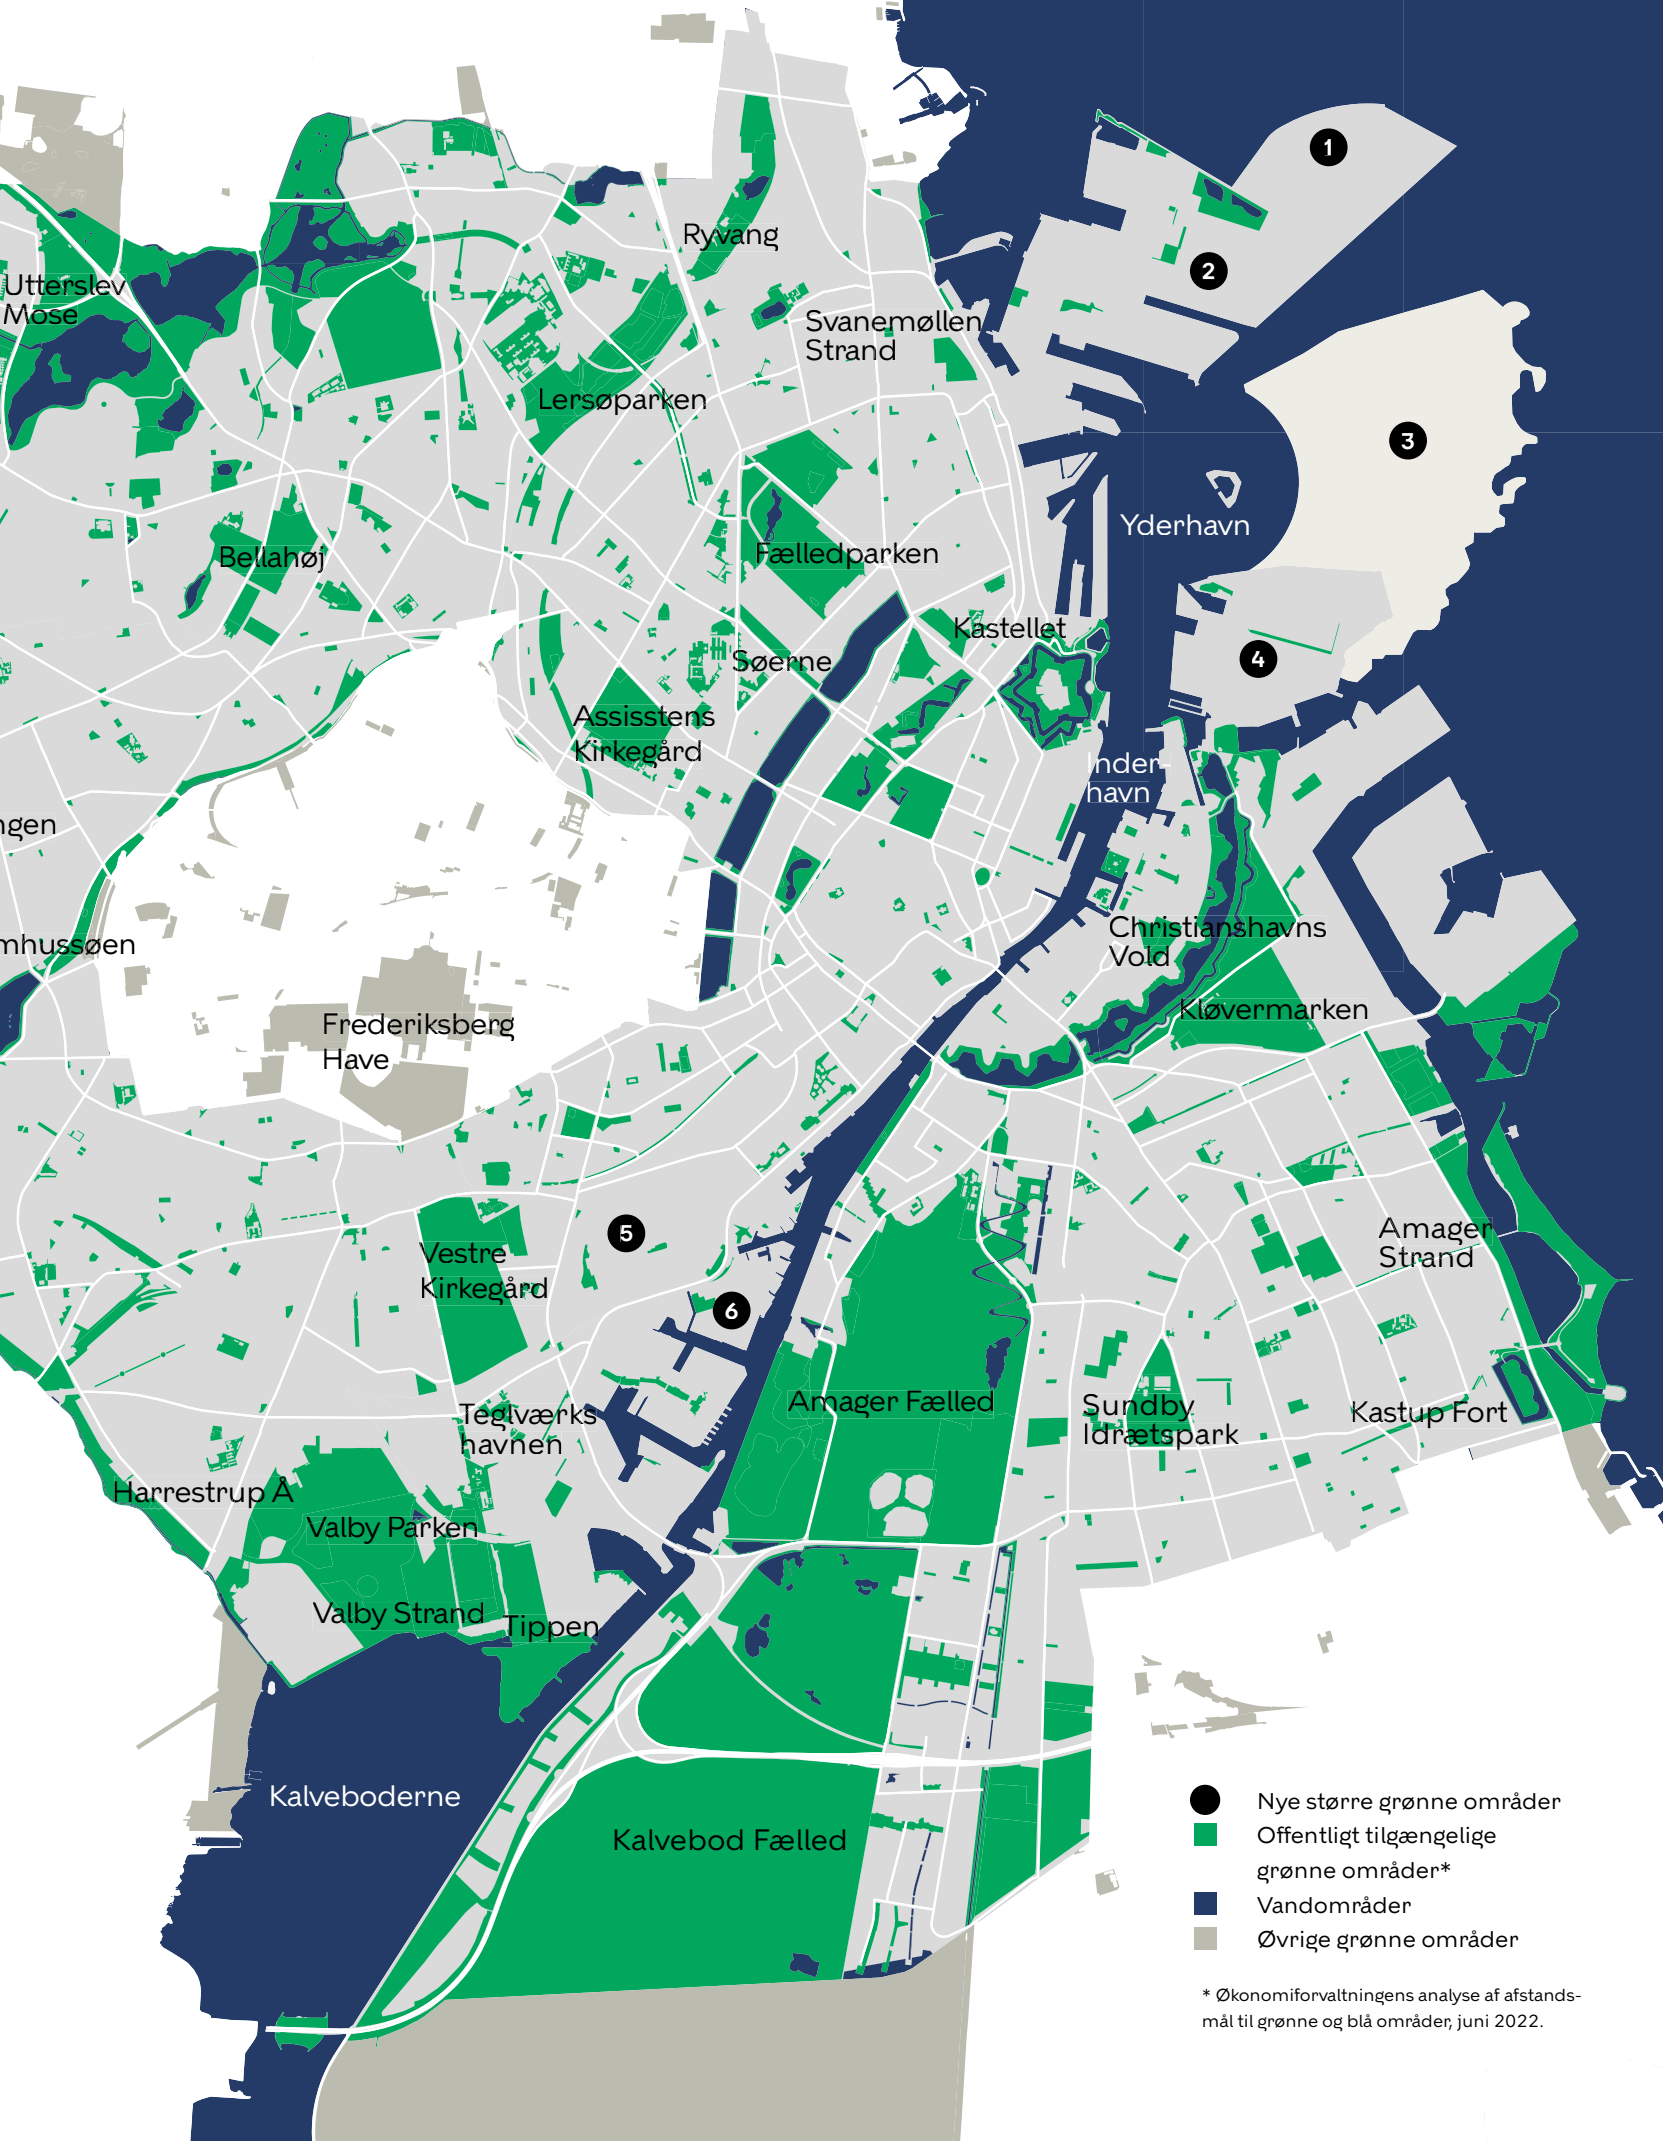 1
Ryvang
2
Utterslev
Mose
Svanemøllen
Strand
Lersøparken
3
Yderhavn
Bellahøj
Fælledparken
Kastellet
Søerne
4
Assisstens
Kirkegård
Inder-
havn
ngen
Christianshavns
Vold
mhussøen
Kløvermarken
Frederiksberg
Have
5
Amager
Strand
Vestre
Kirkegård
6
Amager Fælled
Sundby
Idrætspark
Kastup Fort
Teglværks
havnen
Harrestrup Å
Valby Parken
Valby Strand
Tippen
Kalveboderne
Kalvebod Fælled
Nye større grønne områder
Offentligt tilgængelige
grønne områder*
Vandområder
Øvrige grønne områder
* Økonomiforvaltningens analyse af afstands-
mål til grønne og blå områder, juni 2022.